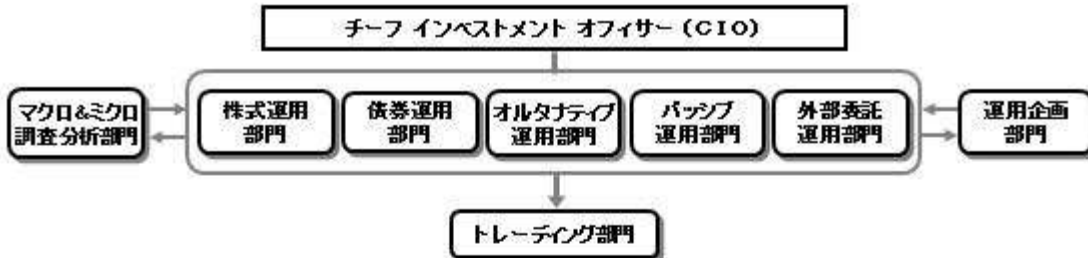 チーフ インベストメント オフィサー (CIO)
マクロ&ミクロ
調査分析部門
株式運用
部門
債券運用
部門
オルタナティブ
運用部門
パッシブ
運用部門
外部委託
運用部門
運用企画
部門
トレーディング部門